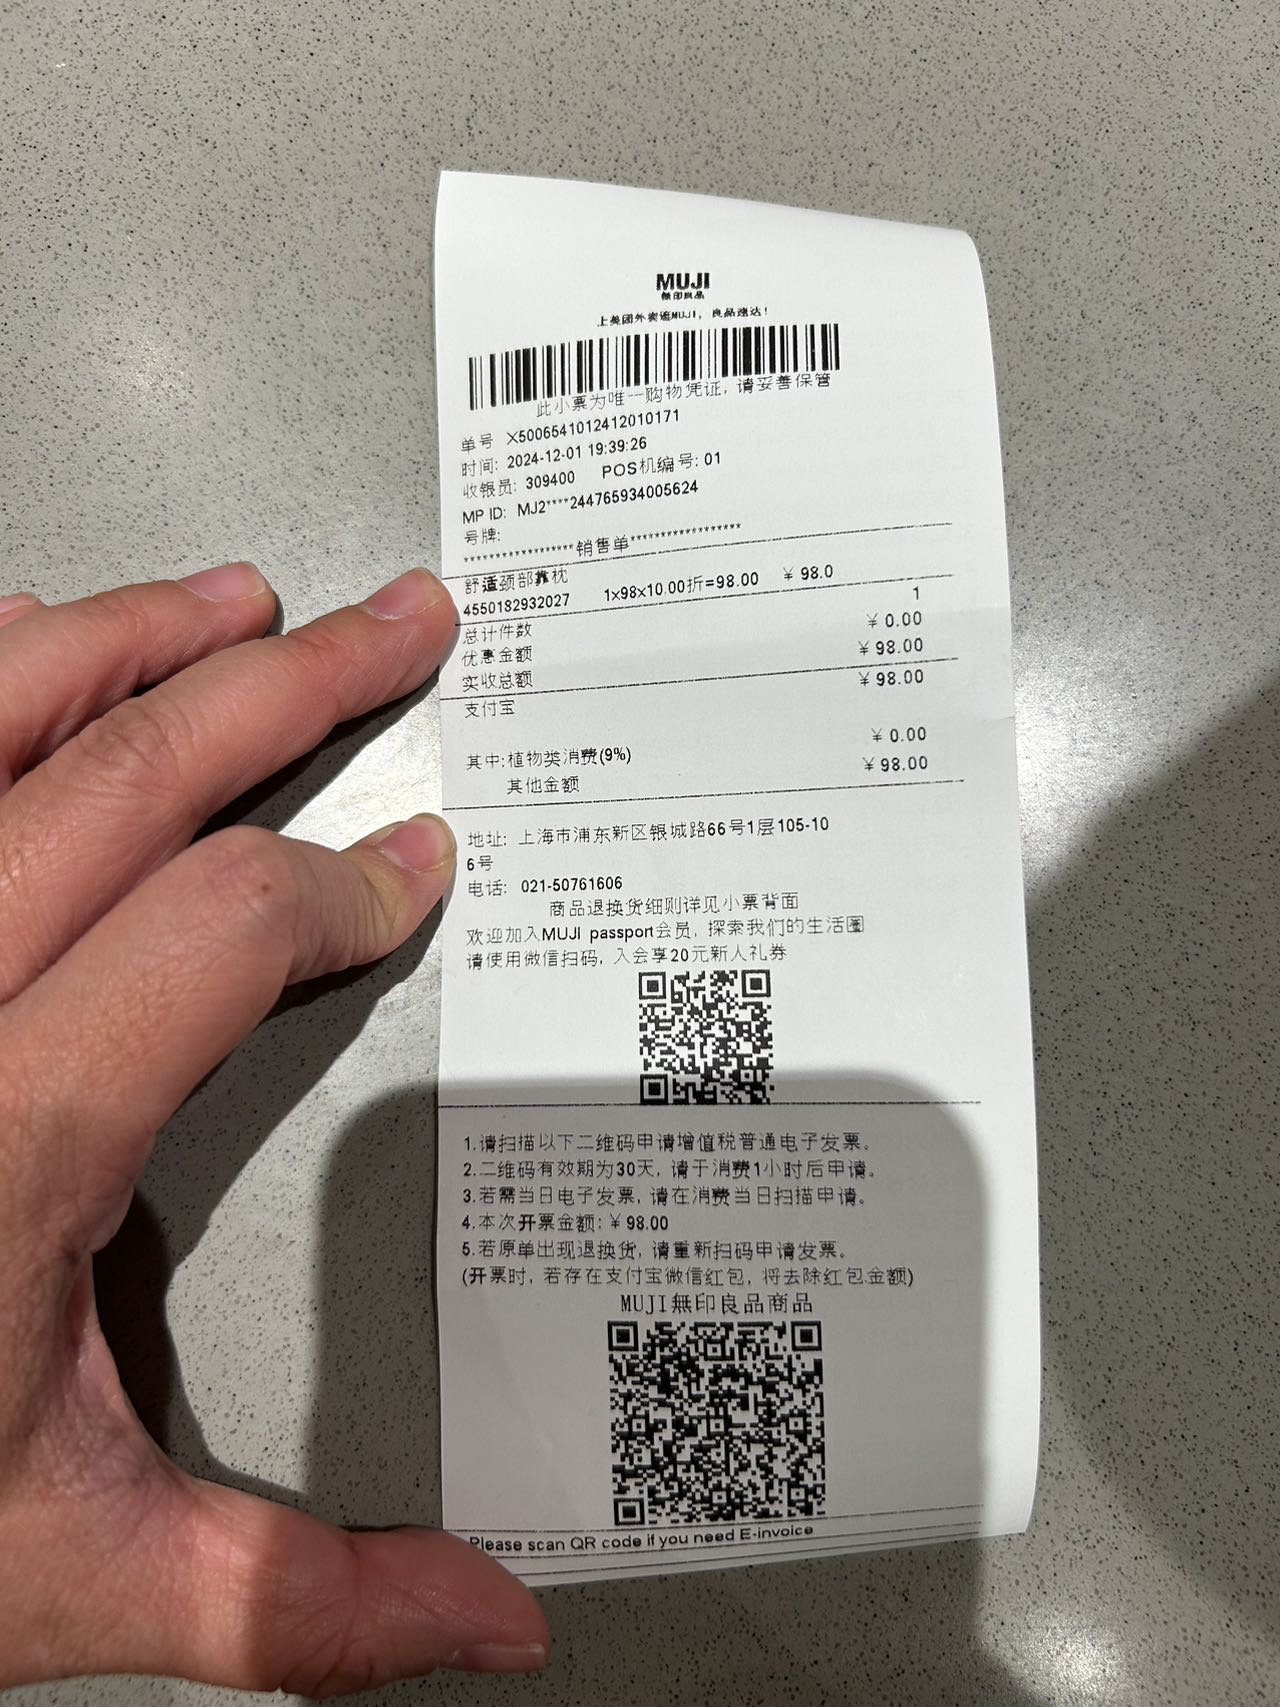 MUJI
無印良品
上美团外卖逛MUJI，良品速达！
此小票为唯一购物凭证，请妥善保管
单号 X5006541012412010171
时间: 2024-12-01 19:39:26
收银员: 309400 POS机编号: 01
MP ID: MJ2****244765934005624
号牌:
******************销售单******************
舒适颈部靠枕
4550182932027 1x98x10.00折=98.00 ￥98.0
总计件数 1
优惠金额 ￥0.00
实收总额 ￥98.00
支付宝 ￥98.00
其中:植物类消费(9%) ￥0.00
其他金额 ￥98.00
地址: 上海市浦东新区银城路66号1层105-10
6号
电话: 021-50761606
商品退换货细则详见小票背面
欢迎加入MUJI passport会员, 探索我们的生活圈
请使用微信扫码, 入会享20元新人礼券
1.请扫描以下二维码申请增值税普通电子发票。
2.二维码有效期为30天, 请于消费1小时后申请。
3.若需当日电子发票, 请在消费当日扫描申请。
4.本次开票金额:￥98.00
5.若原单出现退换货, 请重新扫码申请发票。
(开票时, 若存在支付宝微信红包, 将去除红包金额)
MUJI無印良品商品
Please scan QR code if you need E-invoice